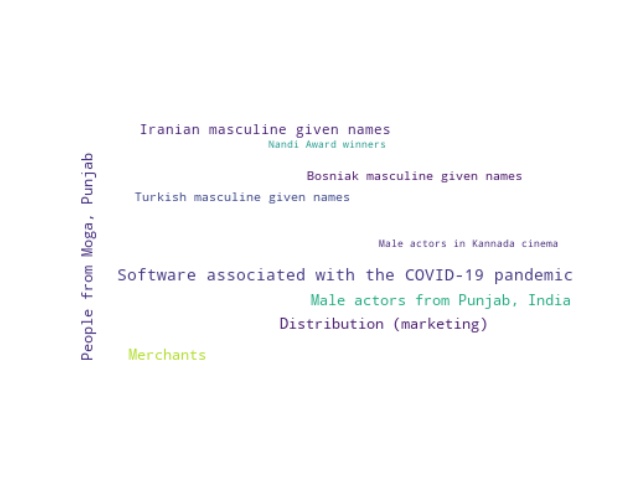 Iranian masculine given names
Nandi Award winners
People from Moga, Punjab
Bosniak masculine given names
Turkish masculine given names
Male actors in Kannada cinema
Software associated with the COVID-19 pandemic
Male actors from Punjab, India
Distribution (marketing)
Merchants